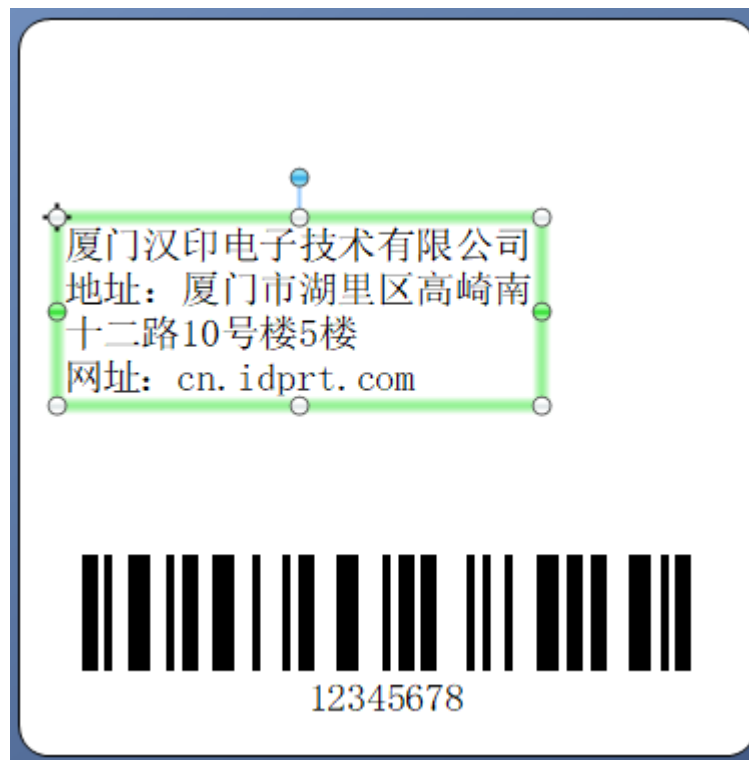 厦门汉印电子技术有限公司
地址：厦门市湖里区高崎南
十二路10号楼5楼
网址：cn.idprt.com
12345678